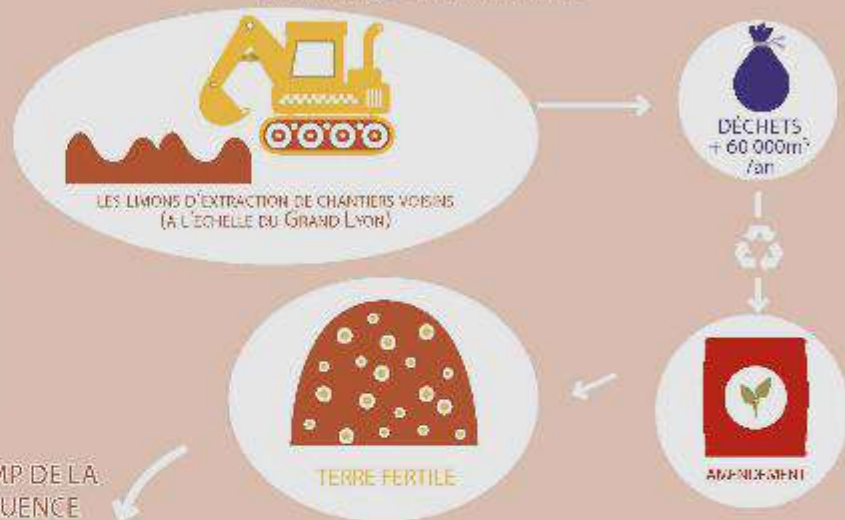 LES LIMONS D'EXTRACTION DE CHANTIERS VOISINS
(A L'ECHELLE DU GRAND LYON)
DÉCHETS
+ 60 000m³
/an
AMENDEMENT
TERRE FERTILE
MP DE LA
UENCE